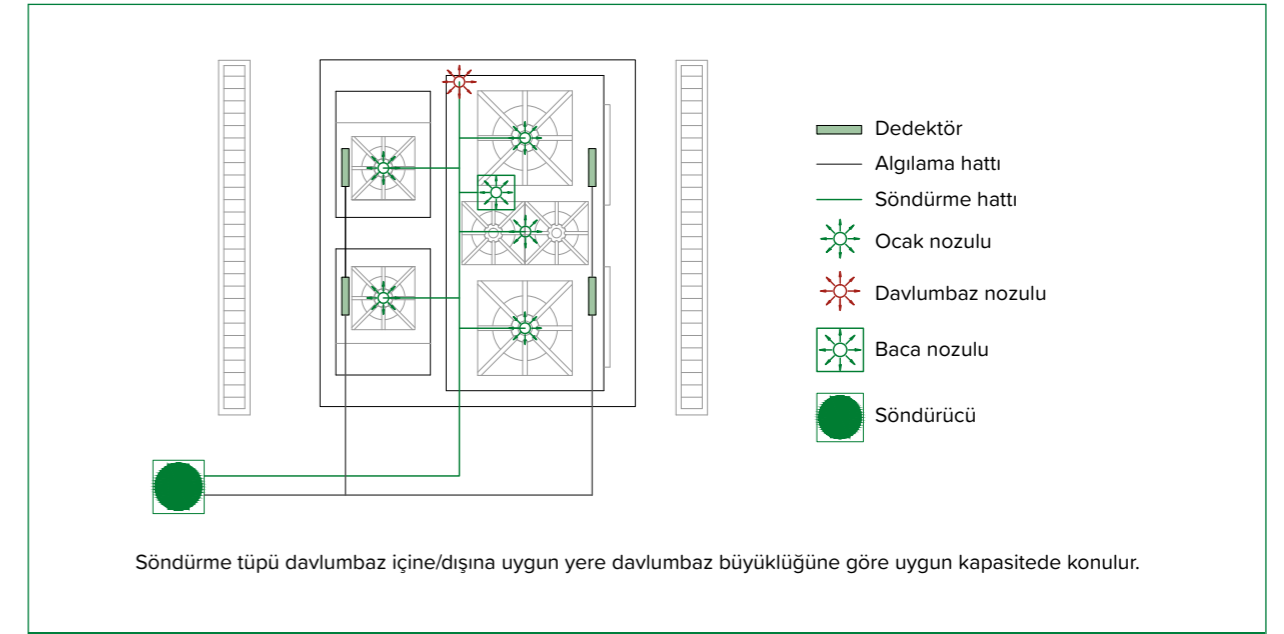 Dedektör
Algılama hattı
Söndürme hattı
Ocak nozulu
Davlumbaz nozulu
Baca nozulu
Söndürücü
Söndürme tüpü davlumbaz içine/dışına uygun yere davlumbaz büyüklüğüne göre uygun kapasitede konulur.